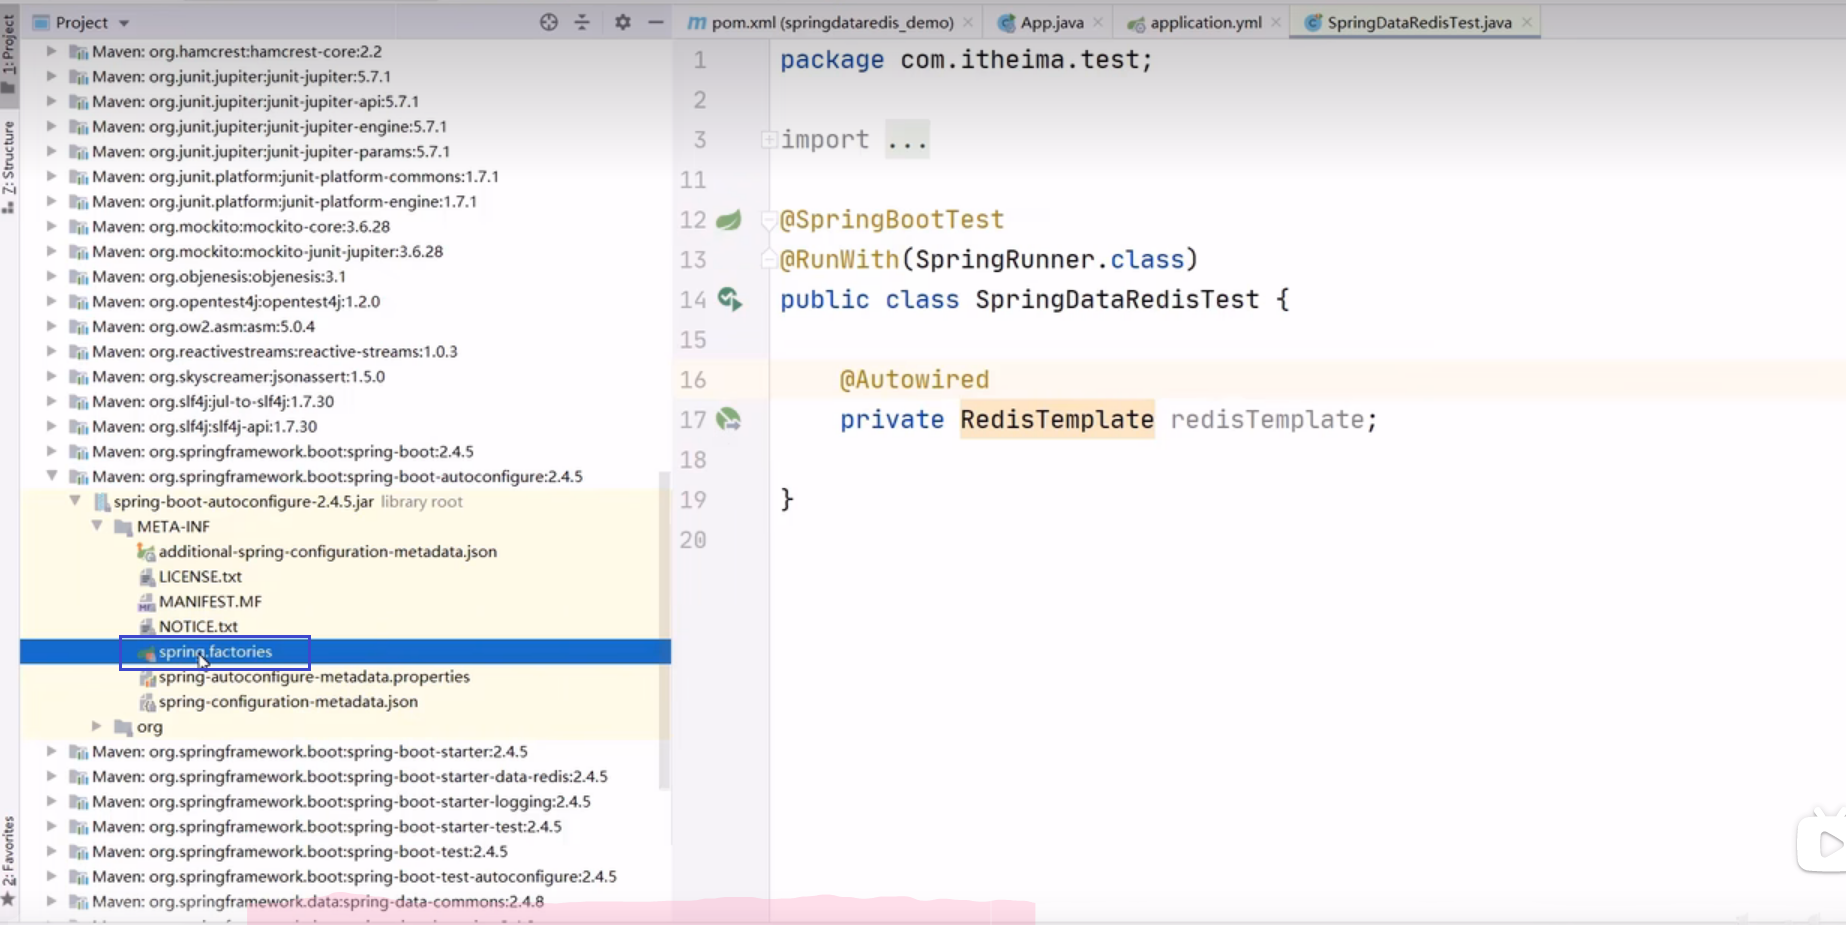 1: Project
Z: Structure
2: Favorites
Project
Maven: org.hamcrest:hamcrest-core:2.2
Maven: org.junit.jupiter:junit-jupiter:5.7.1
Maven: org.junit.jupiter:junit-jupiter-api:5.7.1
Maven: org.junit.jupiter:junit-jupiter-engine:5.7.1
Maven: org.junit.jupiter:junit-jupiter-params:5.7.1
Maven: org.junit.platform:junit-platform-commons:1.7.1
Maven: org.junit.platform:junit-platform-engine:1.7.1
Maven: org.mockito:mockito-core:3.6.28
Maven: org.mockito:mockito-junit-jupiter:3.6.28
Maven: org.objenesis:objenesis:3.1
Maven: org.opentest4j:opentest4j:1.2.0
Maven: org.ow2.asm:asm:5.0.4
Maven: org.reactivestreams:reactive-streams:1.0.3
Maven: org.skyscreamer:jsonassert:1.5.0
Maven: org.slf4j:jul-to-slf4j:1.7.30
Maven: org.slf4j:slf4j-api:1.7.30
Maven: org.springframework.boot:spring-boot:2.4.5
Maven: org.springframework.boot:spring-boot-autoconfigure:2.4.5
spring-boot-autoconfigure-2.4.5.jar library root
META-INF
additional-spring-configuration-metadata.json
LICENSE.txt
MANIFEST.MF
NOTICE.txt
spring.factories
spring-autoconfigure-metadata.properties
spring-configuration-metadata.json
org
Maven: org.springframework.boot:spring-boot-starter:2.4.5
Maven: org.springframework.boot:spring-boot-starter-data-redis:2.4.5
Maven: org.springframework.boot:spring-boot-starter-logging:2.4.5
Maven: org.springframework.boot:spring-boot-starter-test:2.4.5
Maven: org.springframework.boot:spring-boot-test:2.4.5
Maven: org.springframework.boot:spring-boot-test-autoconfigure:2.4.5
Maven: org.springframework.data:spring-data-commons:2.4.8
pom.xml (springdataredis_demo)
App.java
application.yml
SpringDataRedisTest.java
1 package com.itheima.test;
2
3 import ...
11
12 @SpringBootTest
13 @RunWith(SpringRunner.class)
14 public class SpringDataRedisTest {
15
16 @Autowired
17 private RedisTemplate redisTemplate;
18
19 }
20